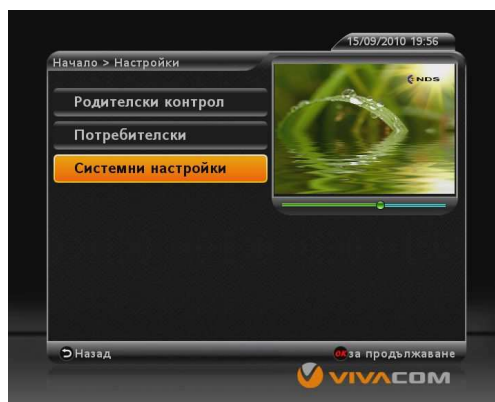 15/09/2010 19:56
Начало > Настройки
NDS
Родителски контрол
Потребителски
Системни настройки
Назад
OK за продължаване
VIVACOM